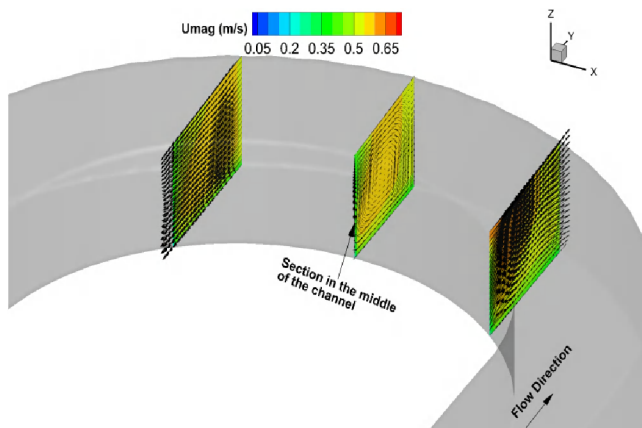 Umag (m/s)
0.05 0.2 0.35 0.5 0.65
Z
Y
X
Section in the middle
of the channel
Flow Direction